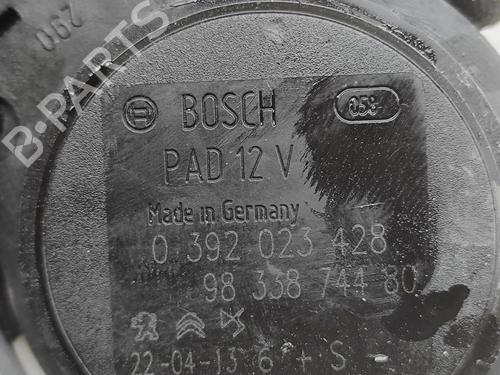 290
B-PARTS
BOSCH
PAD 12 V
Made in Germany
0 392 023 428
98 338 744 80
22-04-13 6 + S -